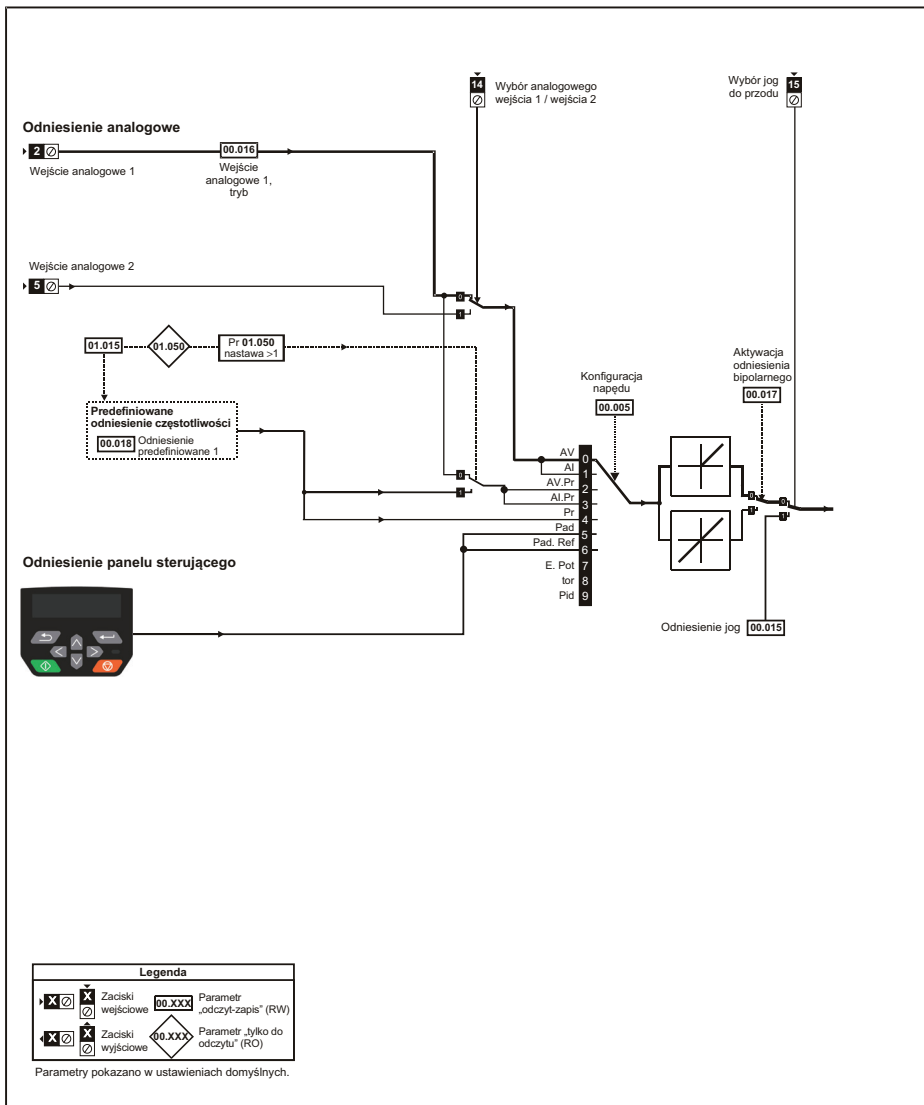 14
Wybór analogowego
wejścia 1 / wejścia 2
Wybór jog
do przodu
15
Odniesienie analogowe
2
00.016
Wejście analogowe 1
Wejście
analogowe 1,
tryb
Wejście analogowe 2
5
0
1
01.015
01.050
Pr 01.050
nastawa >1
Predefiniowane
odniesienie częstotliwości
00.018 Odniesienie
predefiniowane 1
Konfiguracja
napędu
00.005
Aktywacja
odniesienia
bipolarnego
00.017
0
1
AV 0
AI 1
AV.Pr 2
AI.Pr 3
Pr 4
Pad 5
Pad. Ref 6
E. Pot 7
tor 8
Pid 9
0
1
0
1
Odniesienie panelu sterującego
Odniesienie jog 00.015
Legenda
X X Zaciski
wejściowe
00.XXX Parametr
„odczyt-zapis” (RW)
X X Zaciski
wyjściowe
00.XXX Parametr „tylko do
odczytu” (RO)
Parametry pokazano w ustawieniach domyślnych.